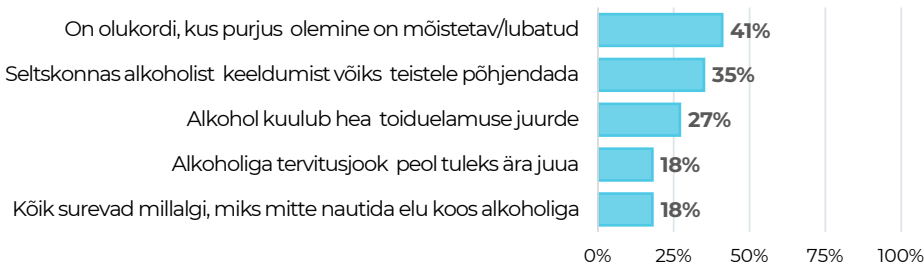 On olukordi, kus purjus olemine on mõistetav/lubatud 41%
Seltskonnas alkoholist keeldumist võiks teistele põhjendada 35%
Alkohol kuulub hea toiduelamuse juurde 27%
Alkoholiga tervitusjook peol tuleks ära juua 18%
Kõik surevad millalgi, miks mitte nautida elu koos alkoholiga 18%
0% 25% 50% 75% 100%